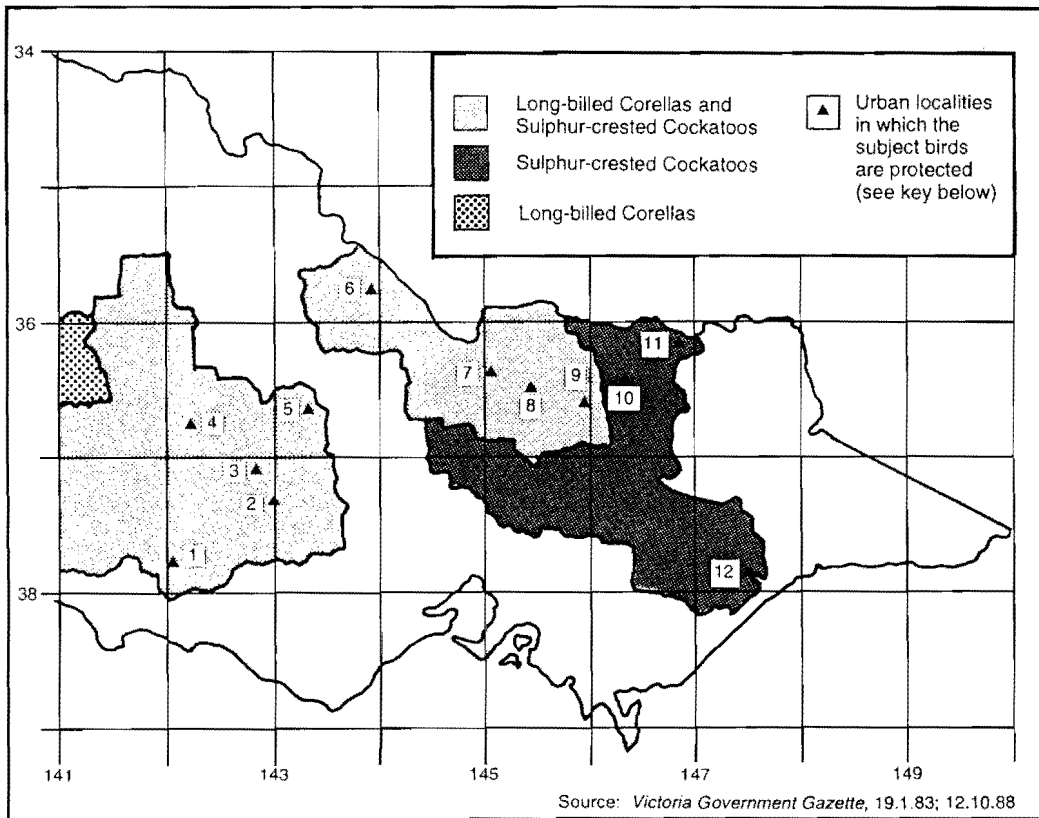 34
Long-billed Corellas and
Sulphur-crested Cockatoos
Sulphur-crested Cockatoos
Long-billed Corellas
Urban localities
in which the
subject birds
are protected
(see key below)
6
36
11
7
9
10
8
5
4
3
2
1
12
38
141
143
145
147
149
Source: Victoria Government Gazette, 19.1.83; 12.10.88